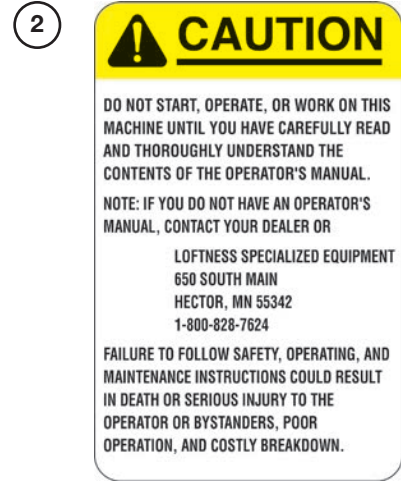 2
CAUTION
DO NOT START, OPERATE, OR WORK ON THIS
MACHINE UNTIL YOU HAVE CAREFULLY READ
AND THOROUGHLY UNDERSTAND THE
CONTENTS OF THE OPERATOR'S MANUAL.
NOTE: IF YOU DO NOT HAVE AN OPERATOR'S
MANUAL, CONTACT YOUR DEALER OR
LOFTNESS SPECIALIZED EQUIPMENT
650 SOUTH MAIN
HECTOR, MN 55342
1-800-828-7624
FAILURE TO FOLLOW SAFETY, OPERATING, AND
MAINTENANCE INSTRUCTIONS COULD RESULT
IN DEATH OR SERIOUS INJURY TO THE
OPERATOR OR BYSTANDERS, POOR
OPERATION, AND COSTLY BREAKDOWN.